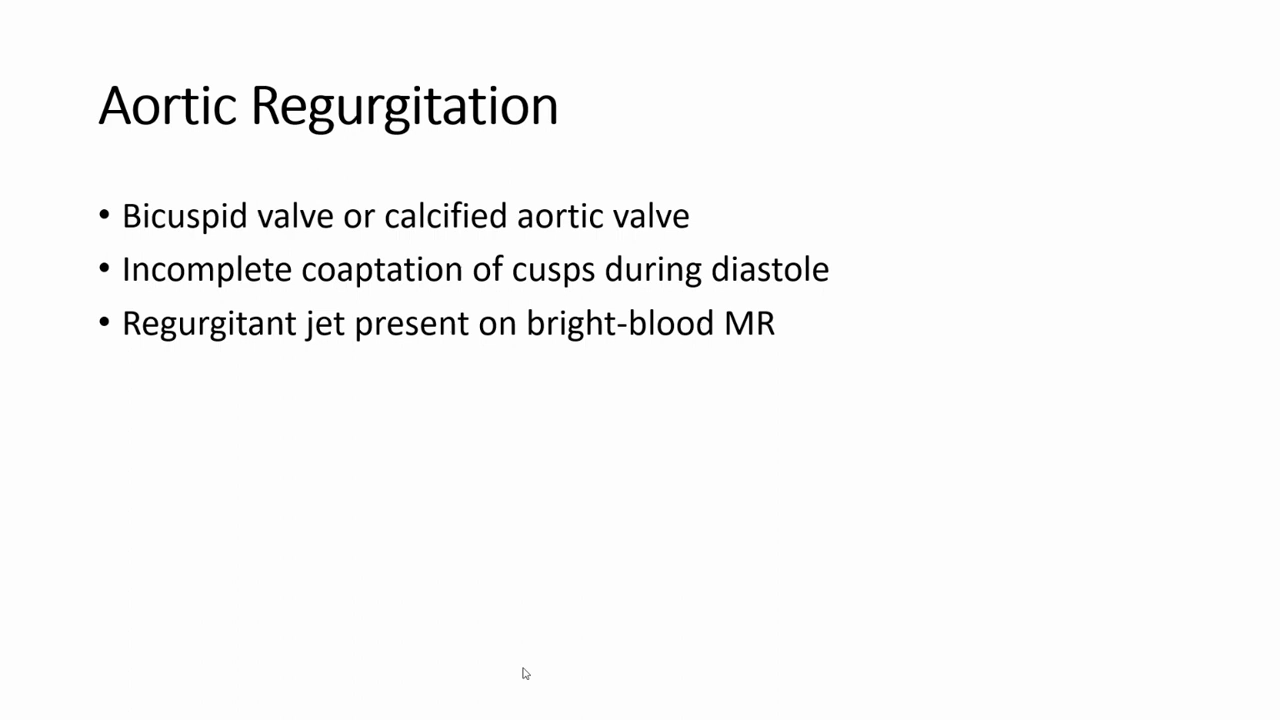 Aortic Regurgitation
• Bicuspid valve or calcified aortic valve
• Incomplete coaptation of cusps during diastole
• Regurgitant jet present on bright-blood MR